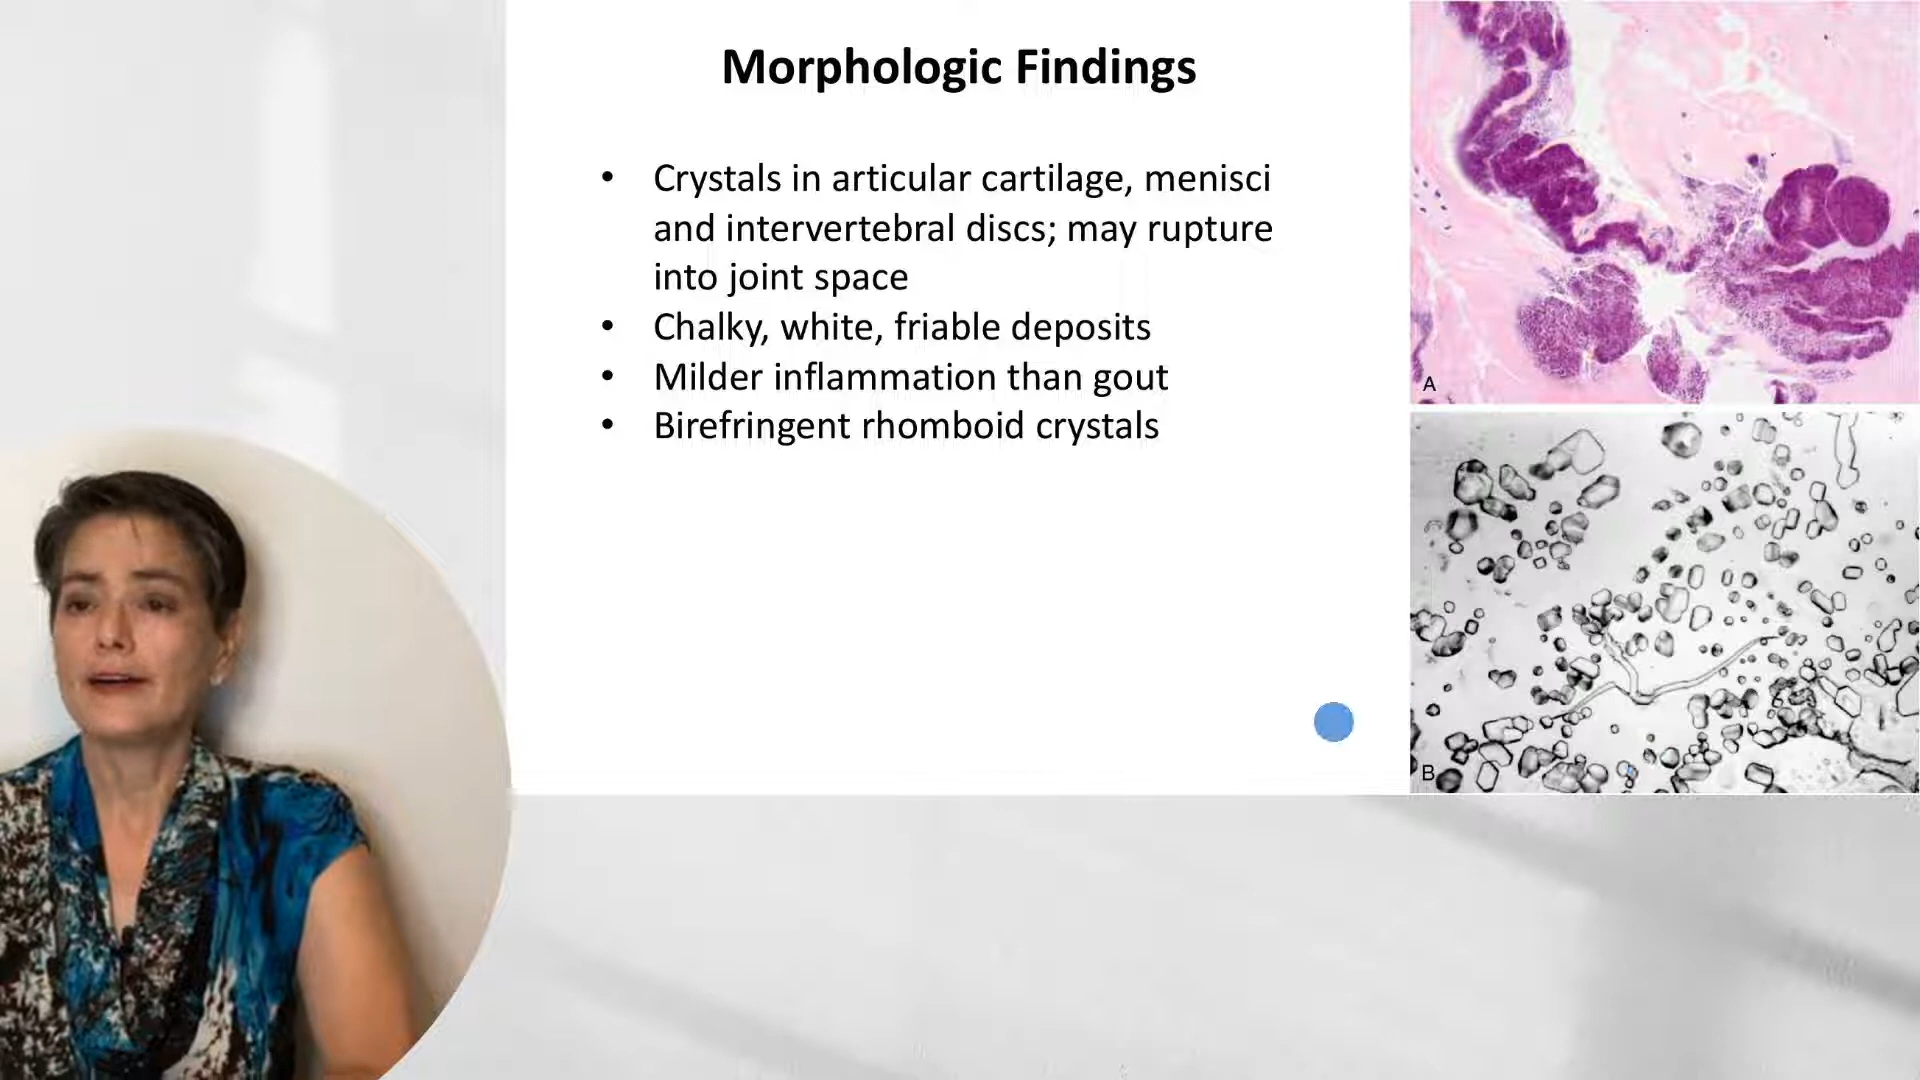 Morphologic Findings
• Crystals in articular cartilage, menisci
and intervertebral discs; may rupture
into joint space
• Chalky, white, friable deposits
• Milder inflammation than gout
• Birefringent rhomboid crystals
A
B